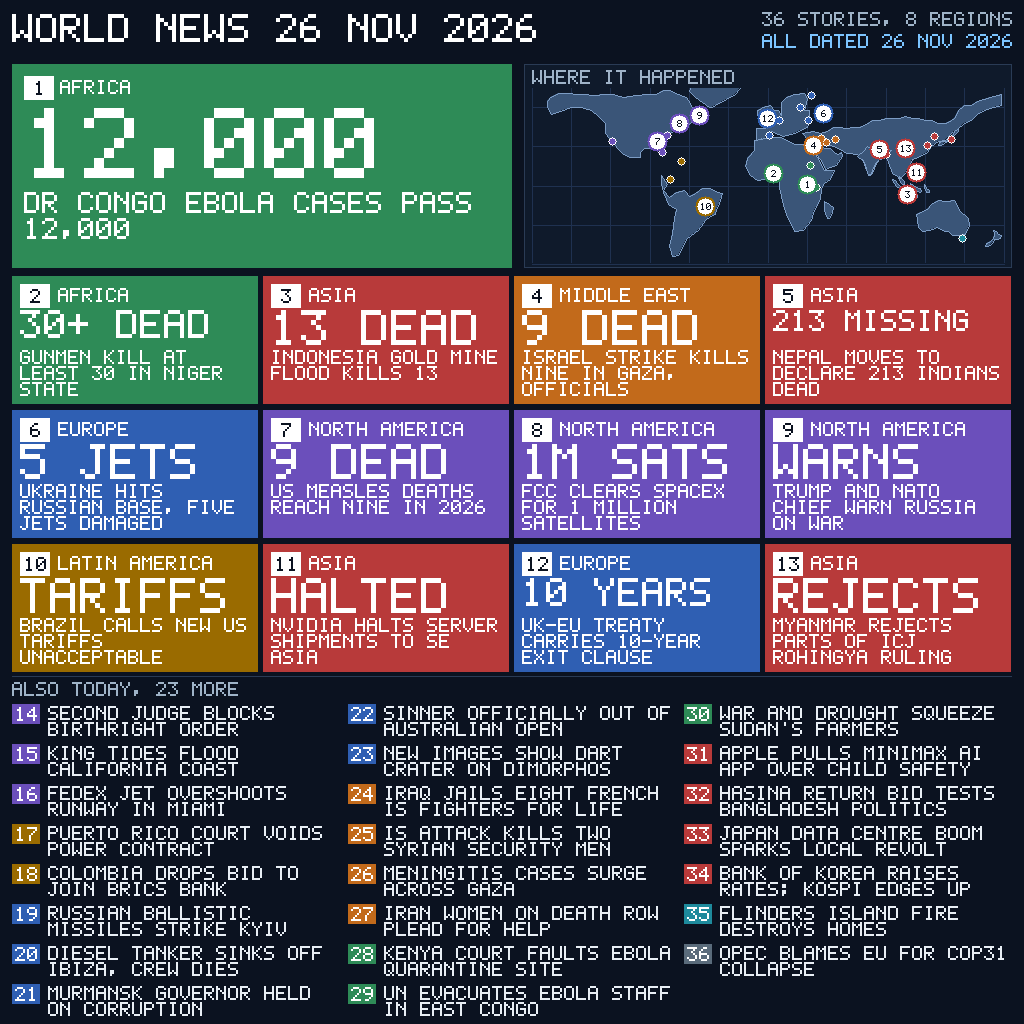 WORLD NEWS 26 NOV 2026
36 STORIES, 8 REGIONS
ALL DATED 26 NOV 2026
1 AFRICA
12,000
DR CONGO EBOLA CASES PASS
12,000
WHERE IT HAPPENED
9
8
7
12
6
4
5
13
2
1
11
3
10
2 AFRICA
30+ DEAD
GUNMEN KILL AT
LEAST 30 IN NIGER
STATE
3 ASIA
13 DEAD
INDONESIA GOLD MINE
FLOOD KILLS 13
4 MIDDLE EAST
9 DEAD
ISRAEL STRIKE KILLS
NINE IN GAZA,
OFFICIALS
5 ASIA
213 MISSING
NEPAL MOVES TO
DECLARE 213 INDIANS
DEAD
6 EUROPE
5 JETS
UKRAINE HITS
RUSSIAN BASE, FIVE
JETS DAMAGED
7 NORTH AMERICA
9 DEAD
US MEASLES DEATHS
REACH NINE IN 2026
8 NORTH AMERICA
1M SATS
FCC CLEARS SPACEX
FOR 1 MILLION
SATELLITES
9 NORTH AMERICA
WARNS
TRUMP AND NATO
CHIEF WARN RUSSIA
ON WAR
10 LATIN AMERICA
TARIFFS
BRAZIL CALLS NEW US
TARIFFS
UNACCEPTABLE
11 ASIA
HALTED
NVIDIA HALTS SERVER
SHIPMENTS TO SE
ASIA
12 EUROPE
10 YEARS
UK-EU TREATY
CARRIES 10-YEAR
EXIT CLAUSE
13 ASIA
REJECTS
MYANMAR REJECTS
PARTS OF ICJ
ROHINGYA RULING
ALSO TODAY, 23 MORE
14 SECOND JUDGE BLOCKS
BIRTHRIGHT ORDER
15 KING TIDES FLOOD
CALIFORNIA COAST
16 FEDEX JET OVERSHOOTS
RUNWAY IN MIAMI
17 PUERTO RICO COURT VOIDS
POWER CONTRACT
18 COLOMBIA DROPS BID TO
JOIN BRICS BANK
19 RUSSIAN BALLISTIC
MISSILES STRIKE KYIV
20 DIESEL TANKER SINKS OFF
IBIZA, CREW DIES
21 MURMANSK GOVERNOR HELD
ON CORRUPTION
22 SINNER OFFICIALLY OUT OF
AUSTRALIAN OPEN
23 NEW IMAGES SHOW DART
CRATER ON DIMORPHOS
24 IRAQ JAILS EIGHT FRENCH
IS FIGHTERS FOR LIFE
25 IS ATTACK KILLS TWO
SYRIAN SECURITY MEN
26 MENINGITIS CASES SURGE
ACROSS GAZA
27 IRAN WOMEN ON DEATH ROW
PLEAD FOR HELP
28 KENYA COURT FAULTS EBOLA
QUARANTINE SITE
29 UN EVACUATES EBOLA STAFF
IN EAST CONGO
30 WAR AND DROUGHT SQUEEZE
SUDAN'S FARMERS
31 APPLE PULLS MINIMAX AI
APP OVER CHILD SAFETY
32 HASINA RETURN BID TESTS
BANGLADESH POLITICS
33 JAPAN DATA CENTRE BOOM
SPARKS LOCAL REVOLT
34 BANK OF KOREA RAISES
RATES; KOSPI EDGES UP
35 FLINDERS ISLAND FIRE
DESTROYS HOMES
36 OPEC BLAMES EU FOR COP31
COLLAPSE